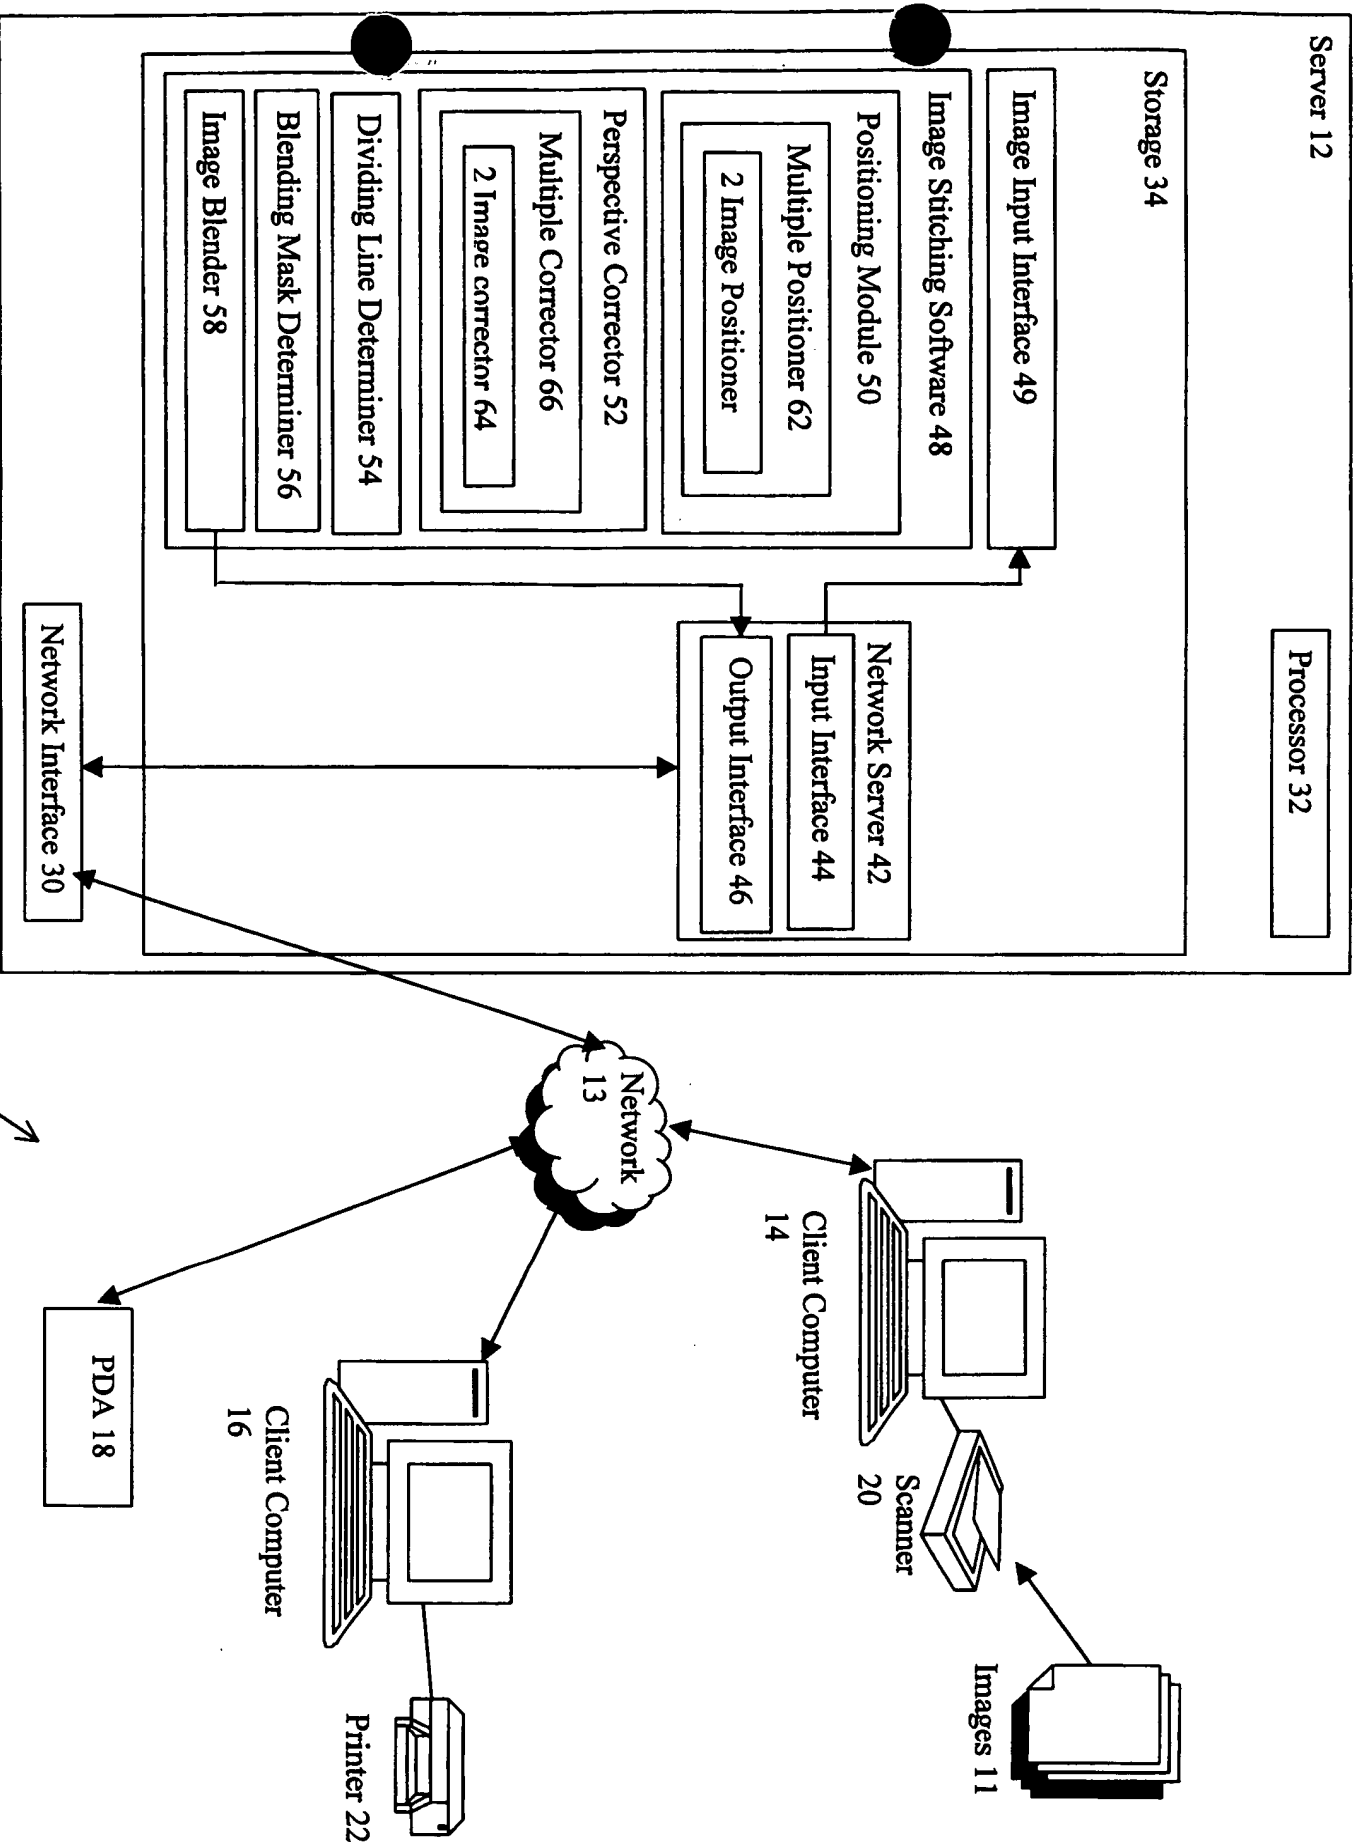 Server 12
Processor 32
Storage 34
Image Input Interface 49
Image Stitching Software 48
Positioning Module 50
Multiple Positioner 62
2 Image Positioner
Perspective Corrector 52
Multiple Corrector 66
2 Image corrector 64
Dividing Line Determiner 54
Blending Mask Determiner 56
Image Blender 58
Network Server 42
Input Interface 44
Output Interface 46
Network Interface 30
Network
13
Client Computer
14
Scanner
20
Images 11
Client Computer
16
Printer 22
PDA 18